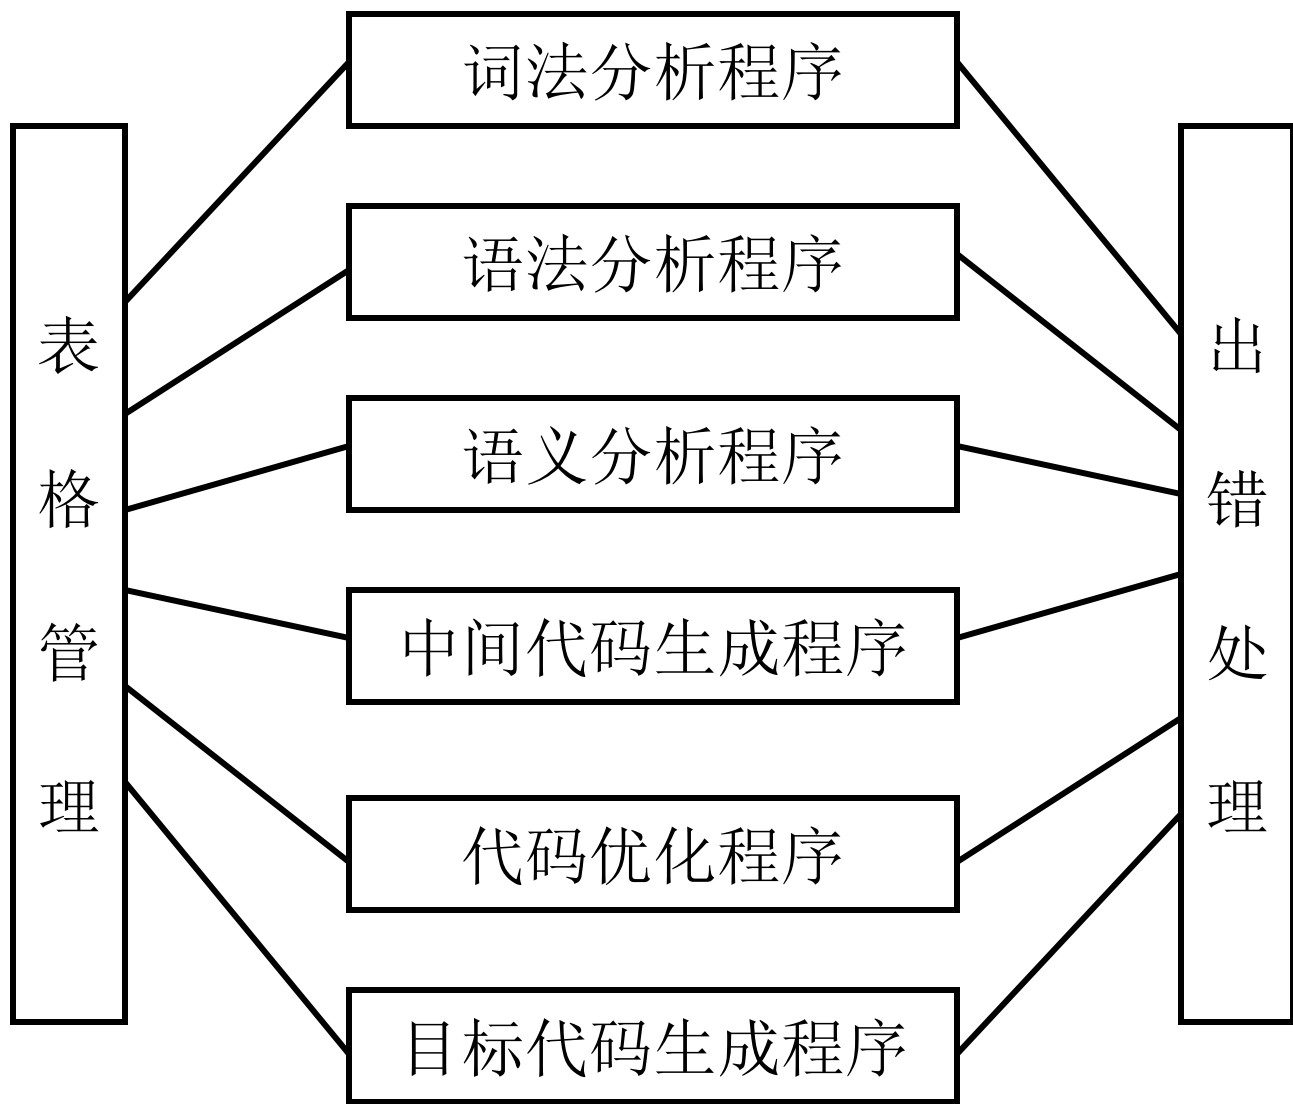 词法分析程序
语法分析程序
语义分析程序
中间代码生成程序
代码优化程序
目标代码生成程序
表格管理
出错处理